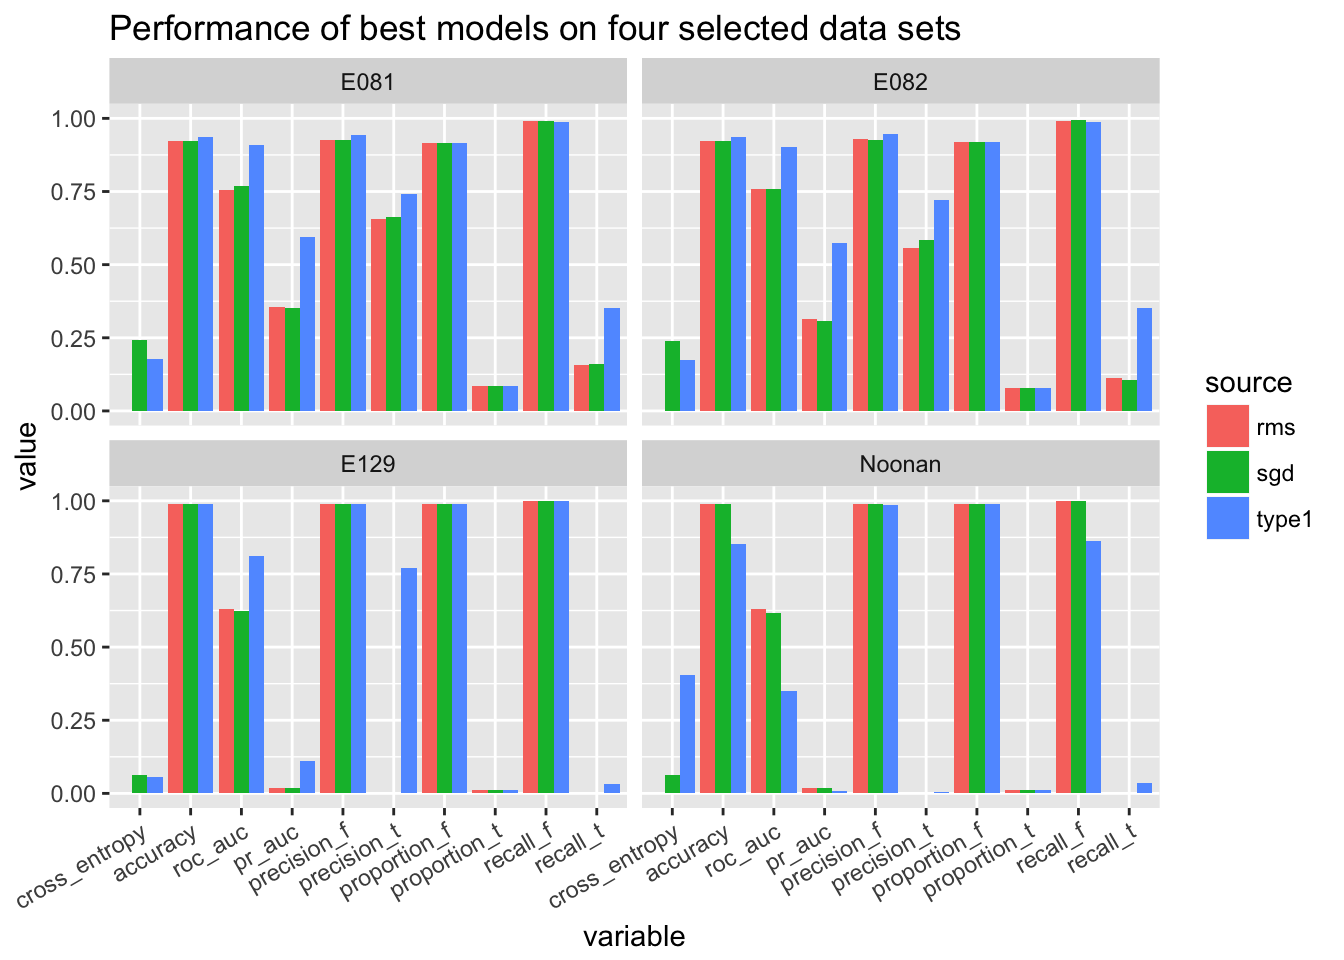 Performance of best models on four selected data sets
E081
E082
1.00
0.75
0.50
0.25
0.00
E129
Noonan
1.00
0.75
0.50
0.25
0.00
value
cross_entropy
accuracy
roc_auc
pr_auc
precision_f
precision_t
proportion_f
proportion_t
recall_f
recall_t
cross_entropy
accuracy
roc_auc
pr_auc
precision_f
precision_t
proportion_f
proportion_t
recall_f
recall_t
variable
source
rms
sgd
type1